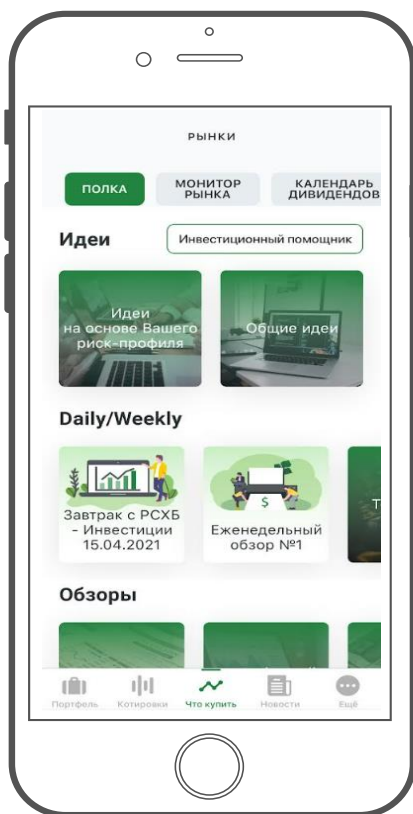 РЫНКИ
ПОЛКА
МОНИТОР
РЫНКА
КАЛЕНДАРЬ
ДИВИДЕНДОВ
Идеи
Инвестиционный помощник
Идеи
на основе Вашего
риск-профиля
Общие идеи
Daily/Weekly
Завтрак с РСХБ
- Инвестиции
15.04.2021
Еженедельный
обзор №1
Т
Обзоры
Портфель
Котировки
Что купить
Новости
Ещё